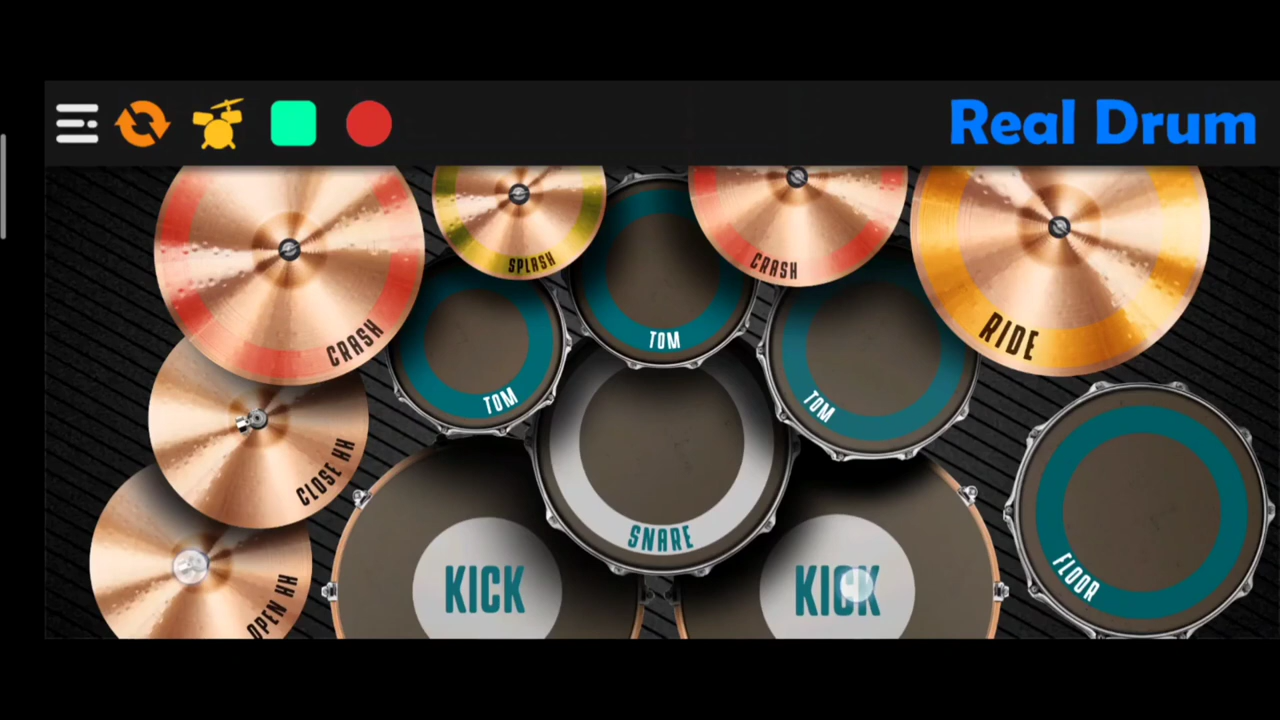 Real Drum
SPLASH
CRASH
CRASH
RIDE
TOM
TOM
TOM
CLOSE HH
SNARE
KICK
KICK
FLOOR
OPEN HH